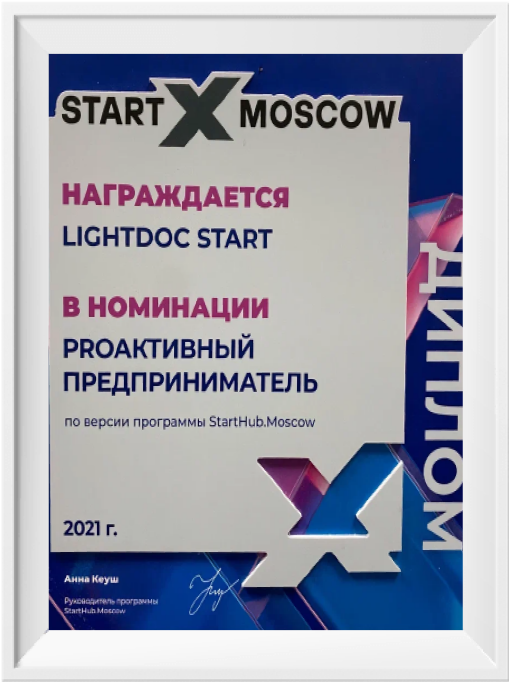 START X MOSCOW
НАГРАЖДАЕТСЯ
LIGHTDOC START
В НОМИНАЦИИ
PROАКТИВНЫЙ
ПРЕДПРИНИМАТЕЛЬ
по версии программы StartHub.Moscow
2021 г.
ДИПЛОМ
Анна Кеуш
Руководитель программы
StartHub.Moscow